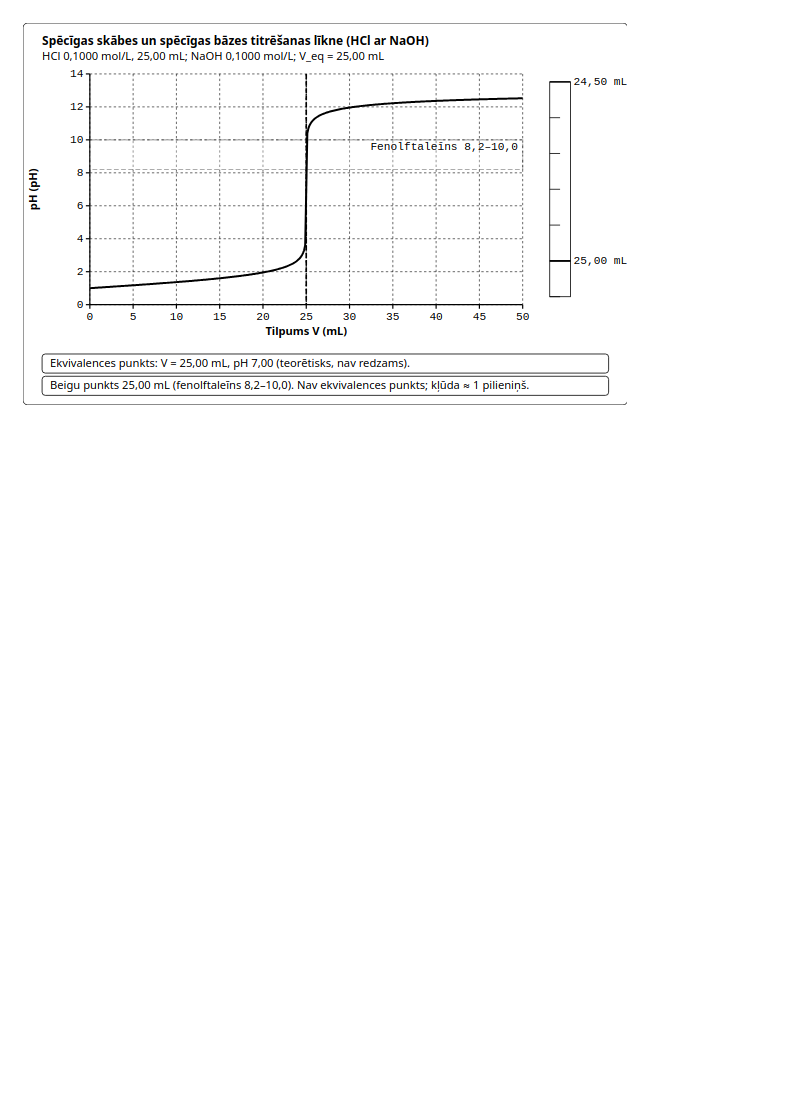 Spēcīgas skābes un spēcīgas bāzes titrēšanas līkne (HCl ar NaOH)
HCl 0,1000 mol/L, 25,00 mL; NaOH 0,1000 mol/L; V_eq = 25,00 mL
14
12
10
8
6
4
2
0
pH (pH)
Fenolftaleīns 8,2–10,0
0 5 10 15 20 25 30 35 40 45 50
Tilpums V (mL)
24,50 mL
25,00 mL
Ekvivalences punkts: V = 25,00 mL, pH 7,00 (teorētisks, nav redzams).
Beigu punkts 25,00 mL (fenolftaleīns 8,2–10,0). Nav ekvivalences punkts; kļūda ≈ 1 pilieniņš.